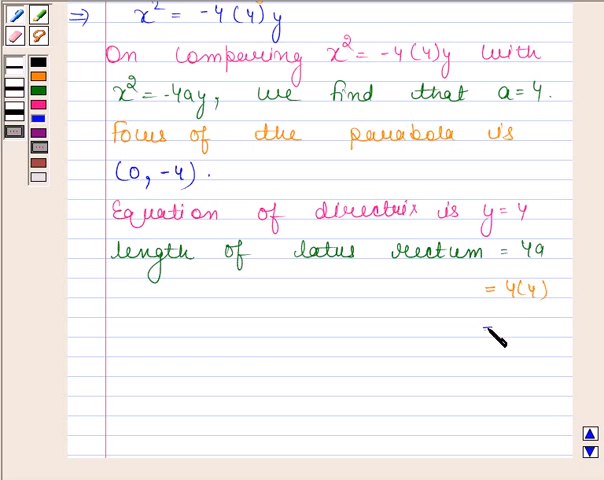 ⇒ x² = -4(4)y
On comparing x² = -4(4)y with
x² = -4ay, we find that a=4.
Focus of the parabola is
(0, -4).
Equation of directrix is y=4
length of latus rectum = 4a
= 4(4)
=